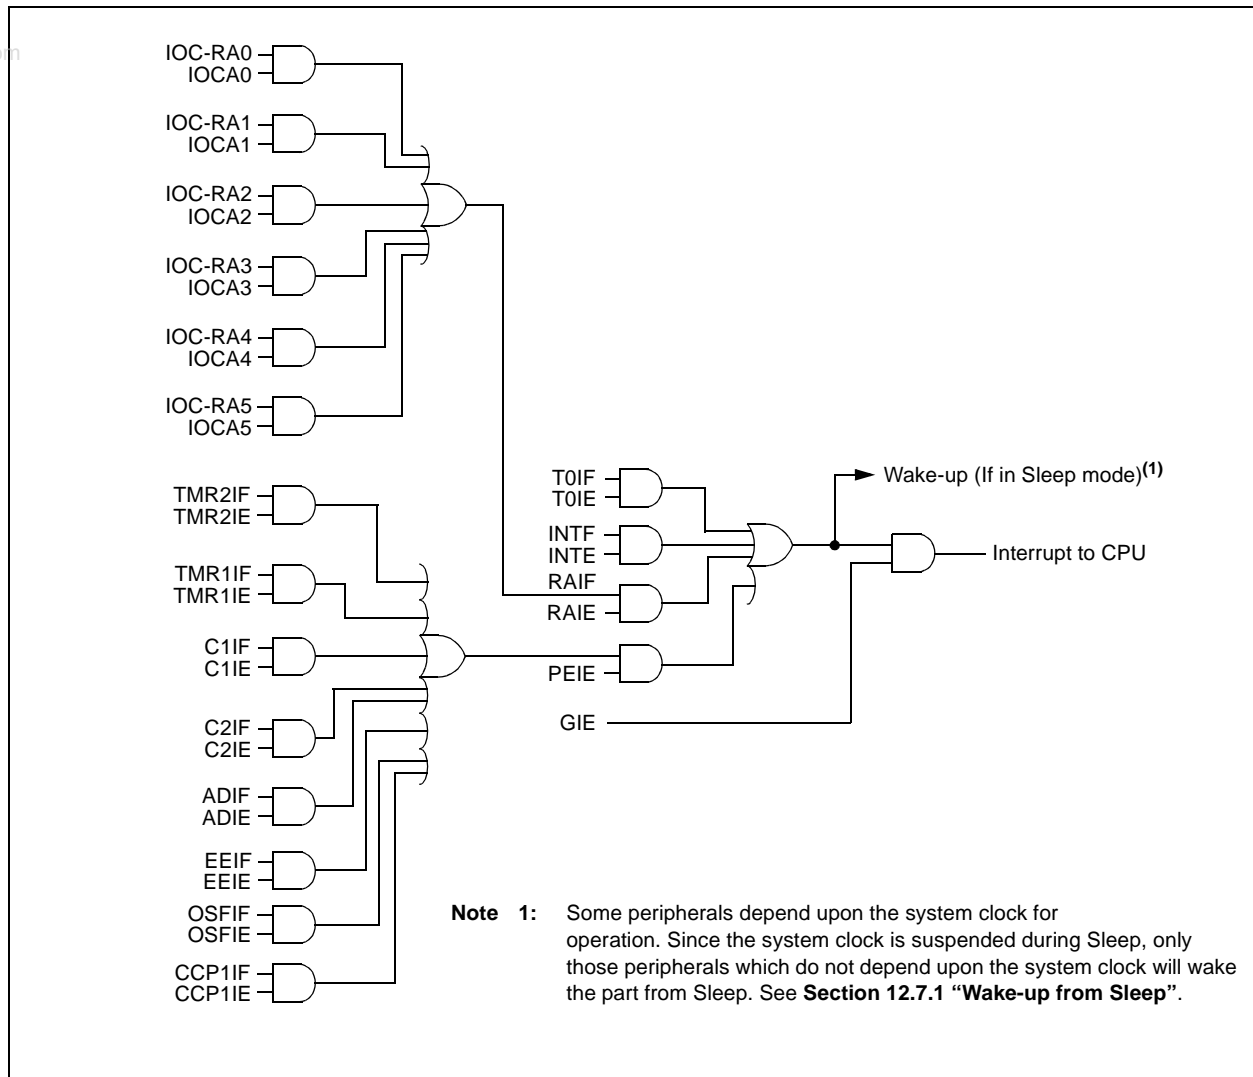 om
IOC-RA0
IOCA0
IOC-RA1
IOCA1
IOC-RA2
IOCA2
IOC-RA3
IOCA3
IOC-RA4
IOCA4
IOC-RA5
IOCA5
TMR2IF
TMR2IE
TMR1IF
TMR1IE
C1IF
C1IE
C2IF
C2IE
ADIF
ADIE
EEIF
EEIE
OSFIF
OSFIE
CCP1IF
CCP1IE
T0IF
T0IE
INTF
INTE
RAIF
RAIE
PEIE
GIE
Wake-up (If in Sleep mode)(1)
Interrupt to CPU
Note 1: Some peripherals depend upon the system clock for
operation. Since the system clock is suspended during Sleep, only
those peripherals which do not depend upon the system clock will wake
the part from Sleep. See Section 12.7.1 “Wake-up from Sleep”.